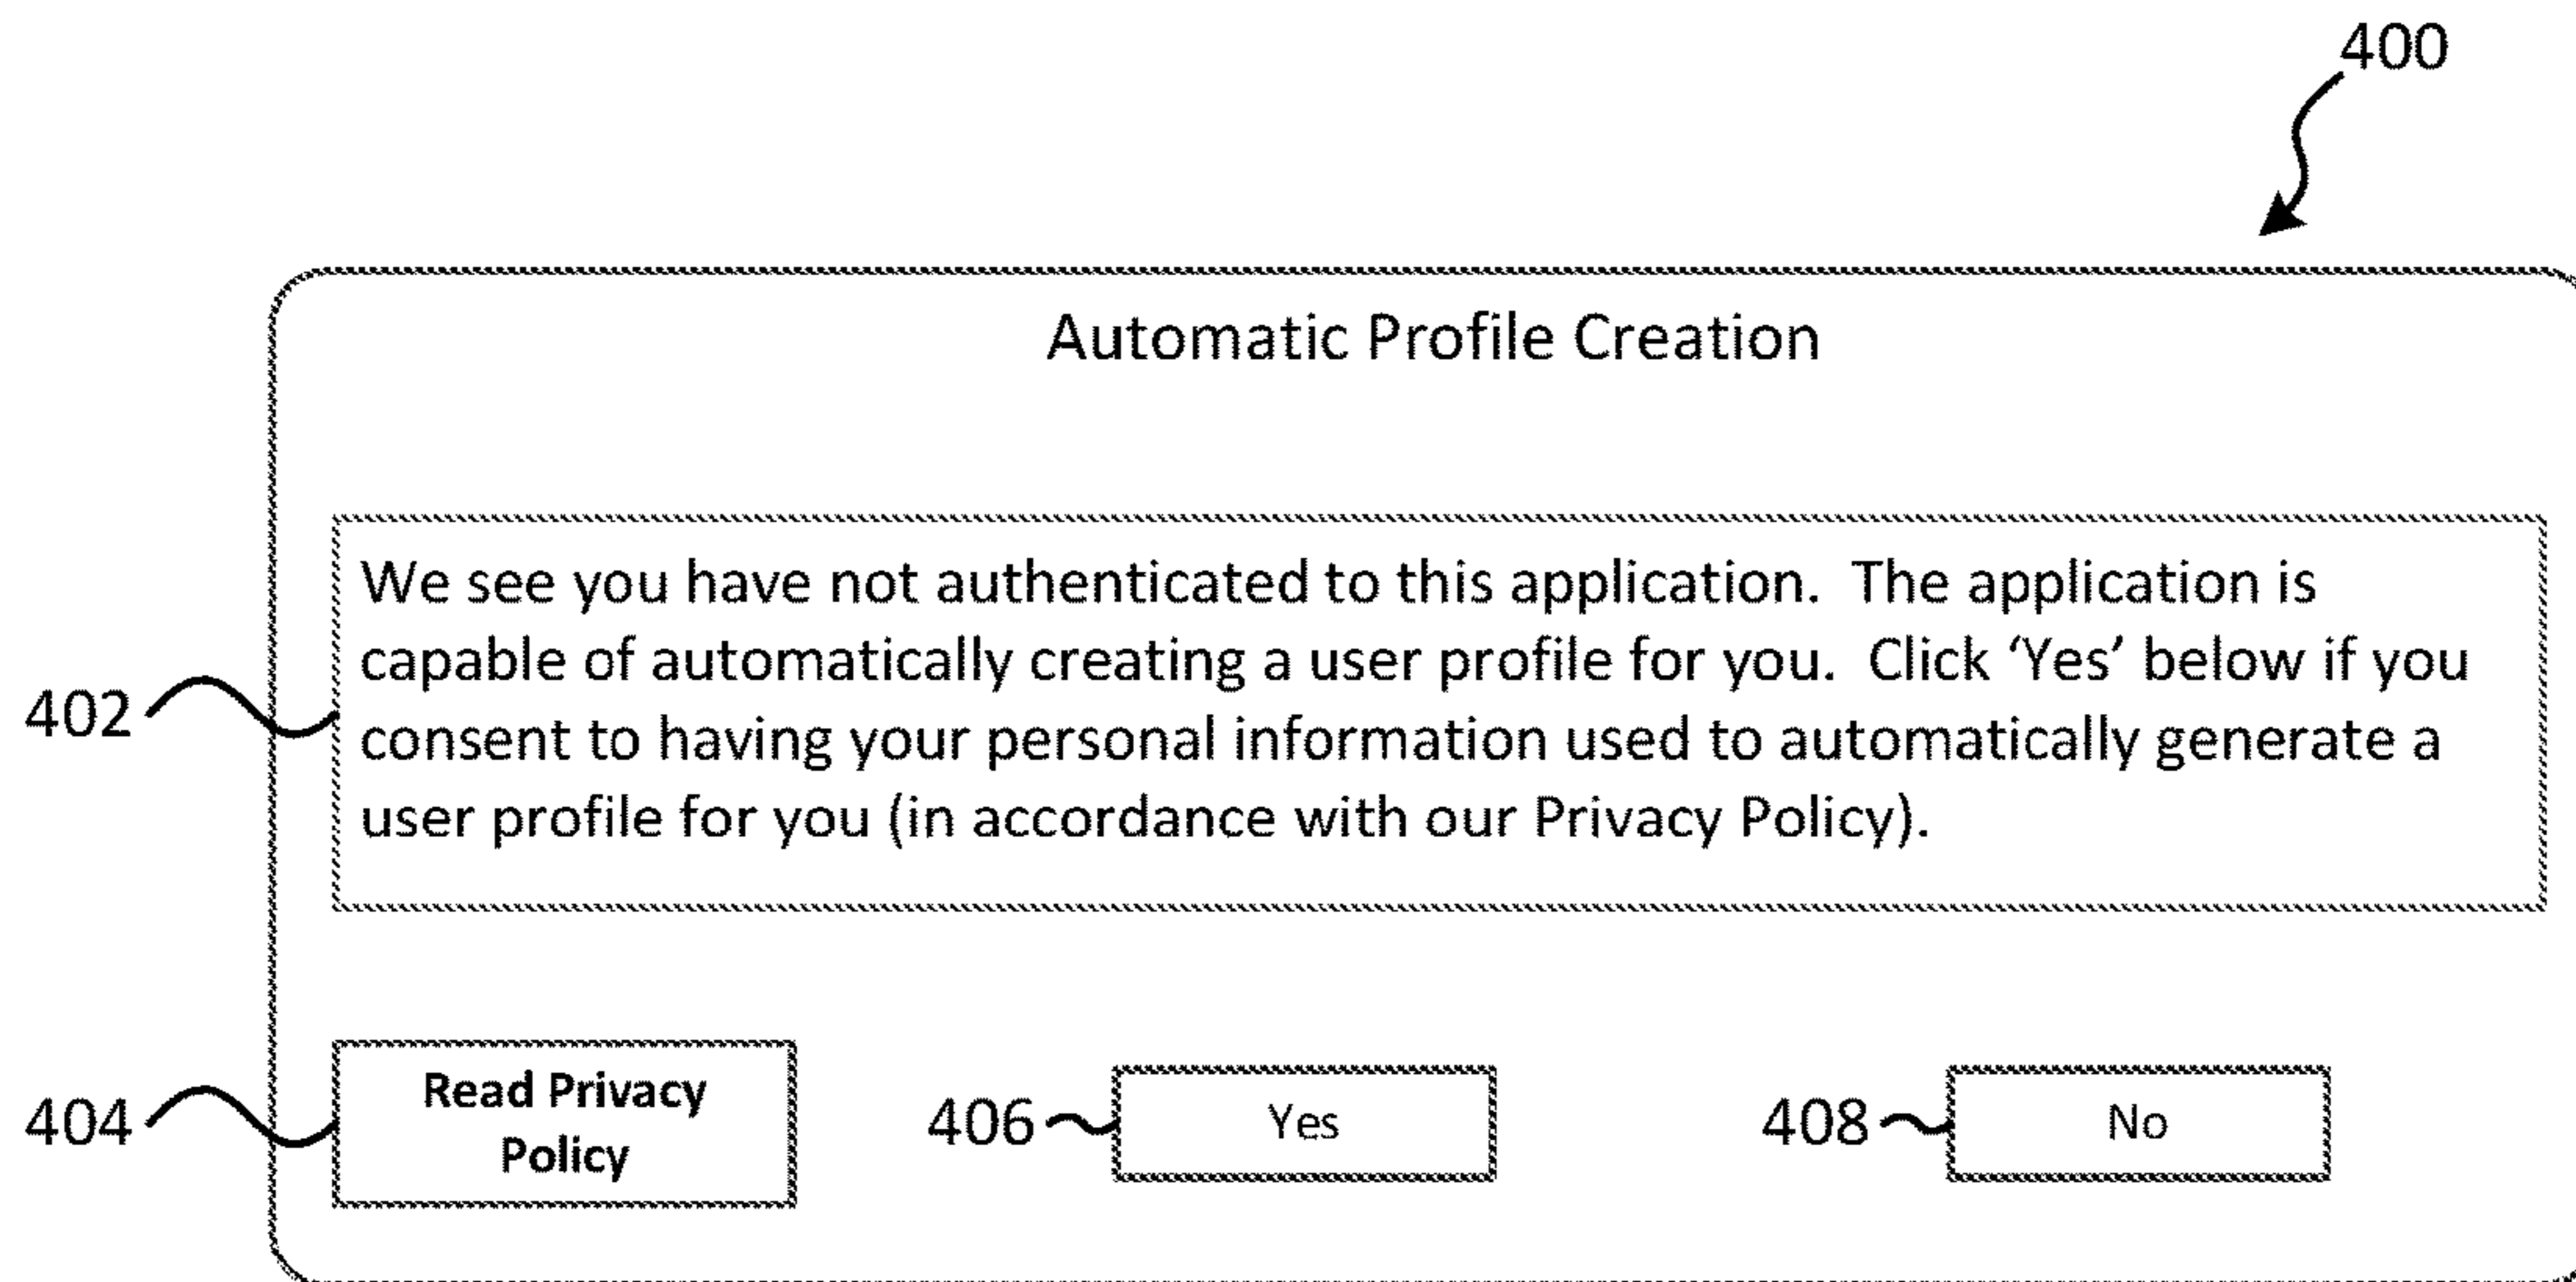 400
Automatic Profile Creation
We see you have not authenticated to this application.  The application is
capable of automatically creating a user profile for you.  Click ‘Yes’ below if you
402
consent to having your personal information used to automatically generate a
user profile for you (in accordance with our Privacy Policy).
404
Read Privacy
Policy
406
Yes
408
No